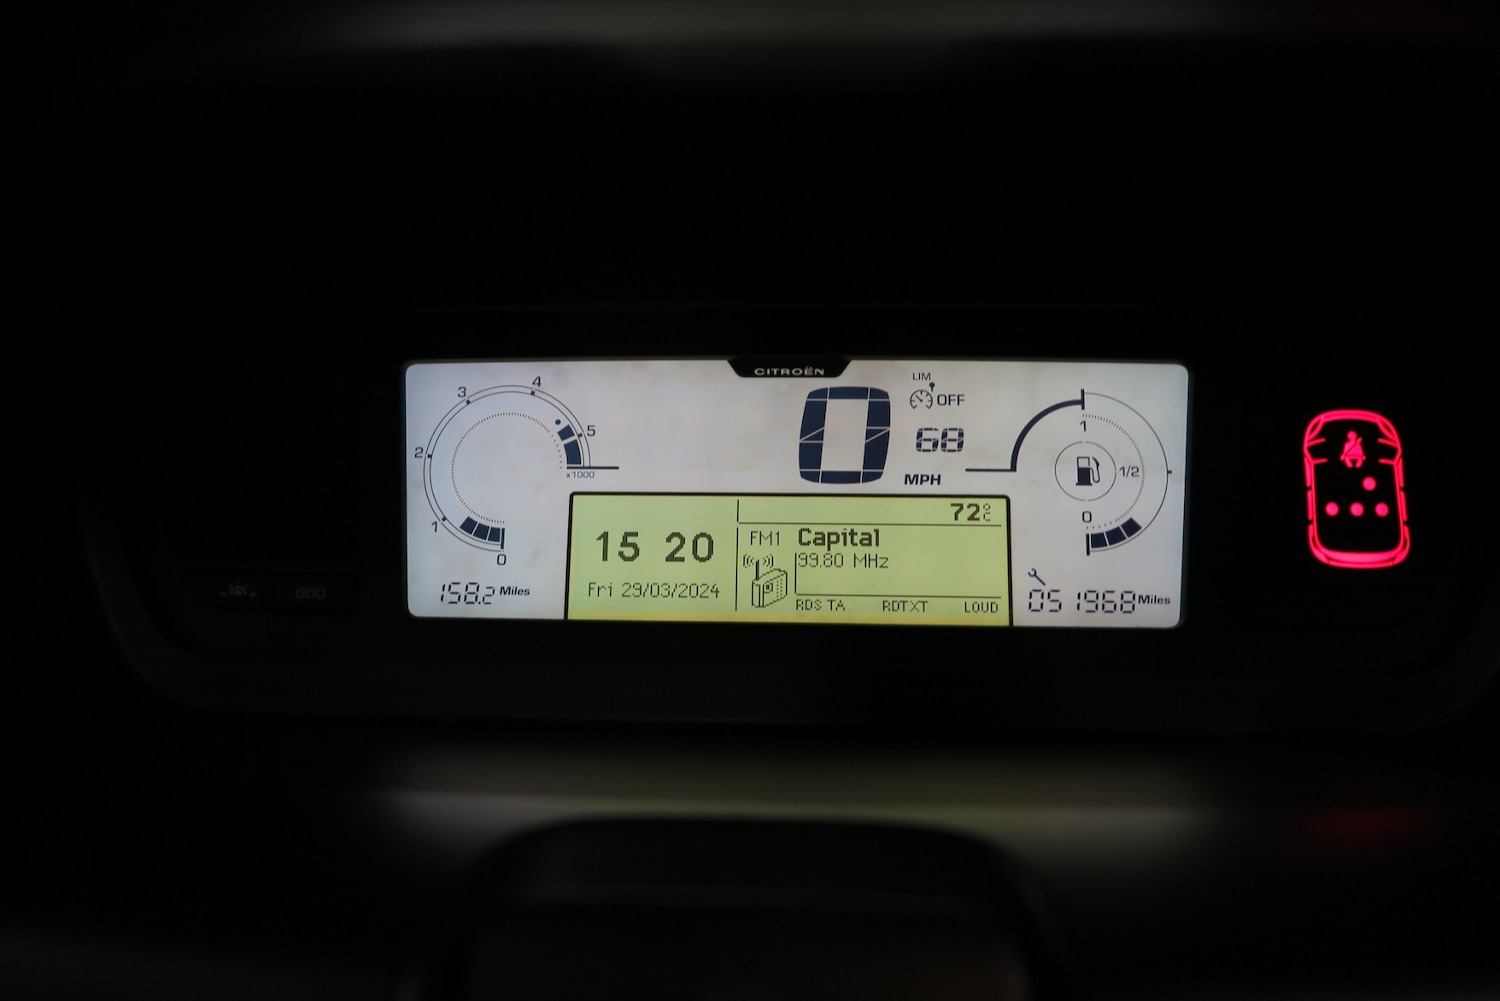 CITROËN
3
4
5
2
1
0
x1000
158.2 Miles
0
MPH
LIM
OFF
68
1
1/2
0
15 20
Fri 29/03/2024
72°C
FM1 Capital
99.80 MHz
RDS TA RDTXT LOUD
051968 Miles
000